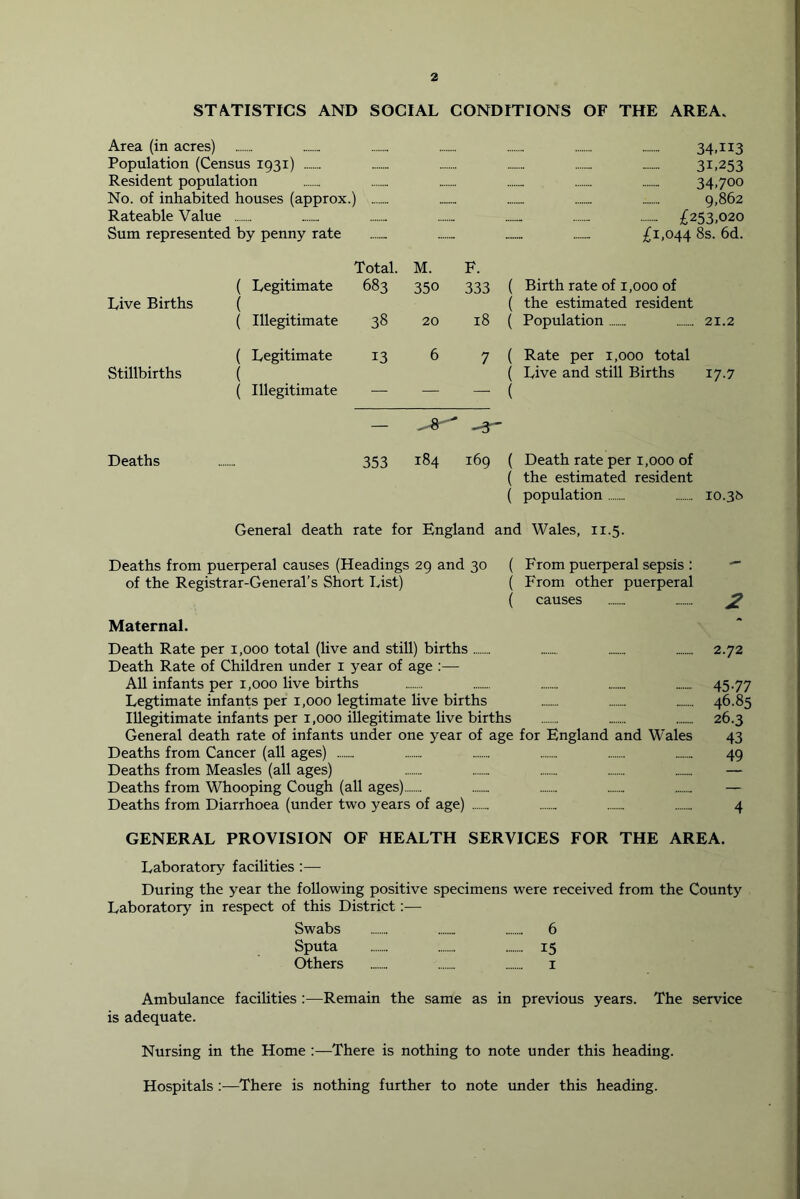 2
STATISTICS AND SOCIAL CONDITIONS OF THE AREA.
Area (in acres) ....... ....... ....... ....... ....... ....... ....... 34,113
Population (Census 1931) ....... ....... ....... ....... ....... ....... 31,253
Resident population ....... ....... ....... ....... ....... ....... 34,700
No. of inhabited houses (approx.) ....... ....... ....... ....... ....... 9,862
Rateable Value ....... ....... ....... ....... ....... ....... ....... £253,020
Sum represented by penny rate ....... ....... ....... ....... £1,044 8s. 6d.
Total. M. F.
( Legitimate 683 350 333 ( Birth rate of 1,000 of
Live Births ( ( the estimated resident
( Illegitimate 38 20 18 ( Population ....... ....... 21.2
( Legitimate 13 6 7 ( Rate per 1,000 total
Stillbirths ( ( Live and still Births 17.7
( Illegitimate — — — (
— 8 3
Deaths ....... 353 184 169 ( Death rate per 1,000 of
( the estimated resident
( population ....... ....... 10.36
General death rate for England and Wales, 11.5.
Deaths from puerperal causes (Headings 29 and 30 ( From puerperal sepsis : —
of the Registrar-General's Short List) ( From other puerperal
( causes ....... ....... 2
Maternal.
Death Rate per 1,000 total (live and still) births ....... ....... ....... ....... 2.72
Death Rate of Children under 1 year of age :—
All infants per 1,000 live births ....... ....... ....... ....... ....... 45.77
Legtimate infants per 1,000 legtimate live births ....... ....... ....... 46.85
Illegitimate infants per 1,000 illegitimate live births ....... ....... ....... 26.3
General death rate of infants under one year of age for England and Wales 43
Deaths from Cancer (all ages) ....... ....... ....... ....... ....... ....... 49
Deaths from Measles (all ages) ....... ....... ....... ....... ....... —
Deaths from Whooping Cough (all ages)....... ....... ....... ....... ....... —
Deaths from Diarrhoea (under two years of age) ....... ....... ....... ....... 4
GENERAL PROVISION OF HEALTH SERVICES FOR THE AREA.
Laboratory facilities :—
During the year the following positive specimens were received from the County
Laboratory in respect of this District :—
Swabs ....... ....... ....... 6
Sputa ....... ....... ....... 15
Others ....... ....... ....... 1
Ambulance facilities :—Remain the same as in previous years. The service
is adequate.
Nursing in the Home :—There is nothing to note under this heading.
Hospitals :—There is nothing further to note under this heading.